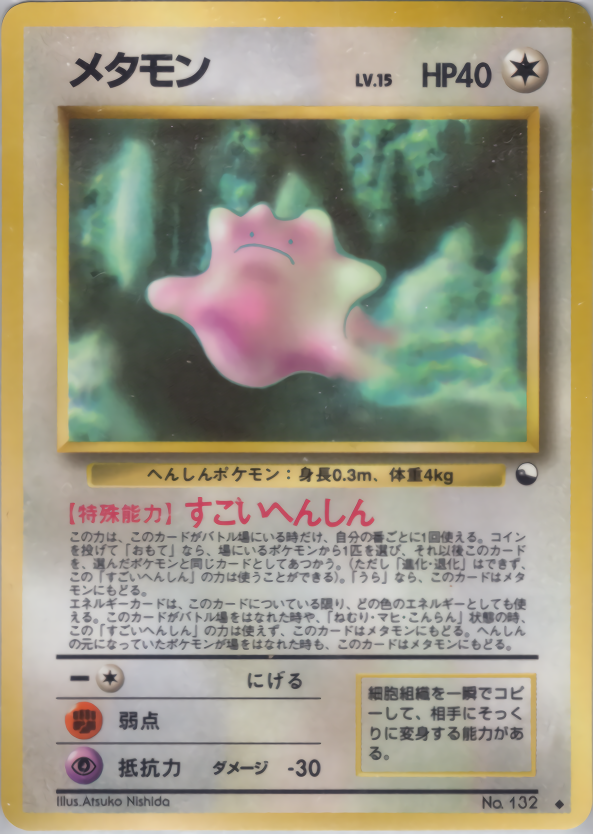 メタモン LV.15 HP40
へんしんポケモン：身長0.3m、体重4kg
【特殊能力】すごいへんしん
この力は、このカードがバトル場にいる時だけ、自分の番ごとに1回使える。コイン
を投げて「おもて」なら、場にいるポケモンから1匹を選び、それ以後このカード
を、選んだポケモンと同じカードとしてあつかう。（ただし「進化・退化」はできず、
この「すごいへんしん」の力は使うことができる）。「うら」なら、このカードはメタ
モンにもどる。
エネルギーカードは、このカードについている限り、どの色のエネルギーとしても使
える。このカードがバトル場をはなれた時や、「ねむり・マヒ・こんらん」状態の時、
この「すごいへんしん」の力は使えず、このカードはメタモンにもどる。へんしん
の元になっていたポケモンが場をはなれた時も、このカードはメタモンにもどる。
ー にげる
弱点
抵抗力 ダメージ -30
細胞組織を一瞬でコピ
ーして、相手にそっく
りに変身する能力があ
る。
Illus.Atsuko Nishida No. 132 ◆